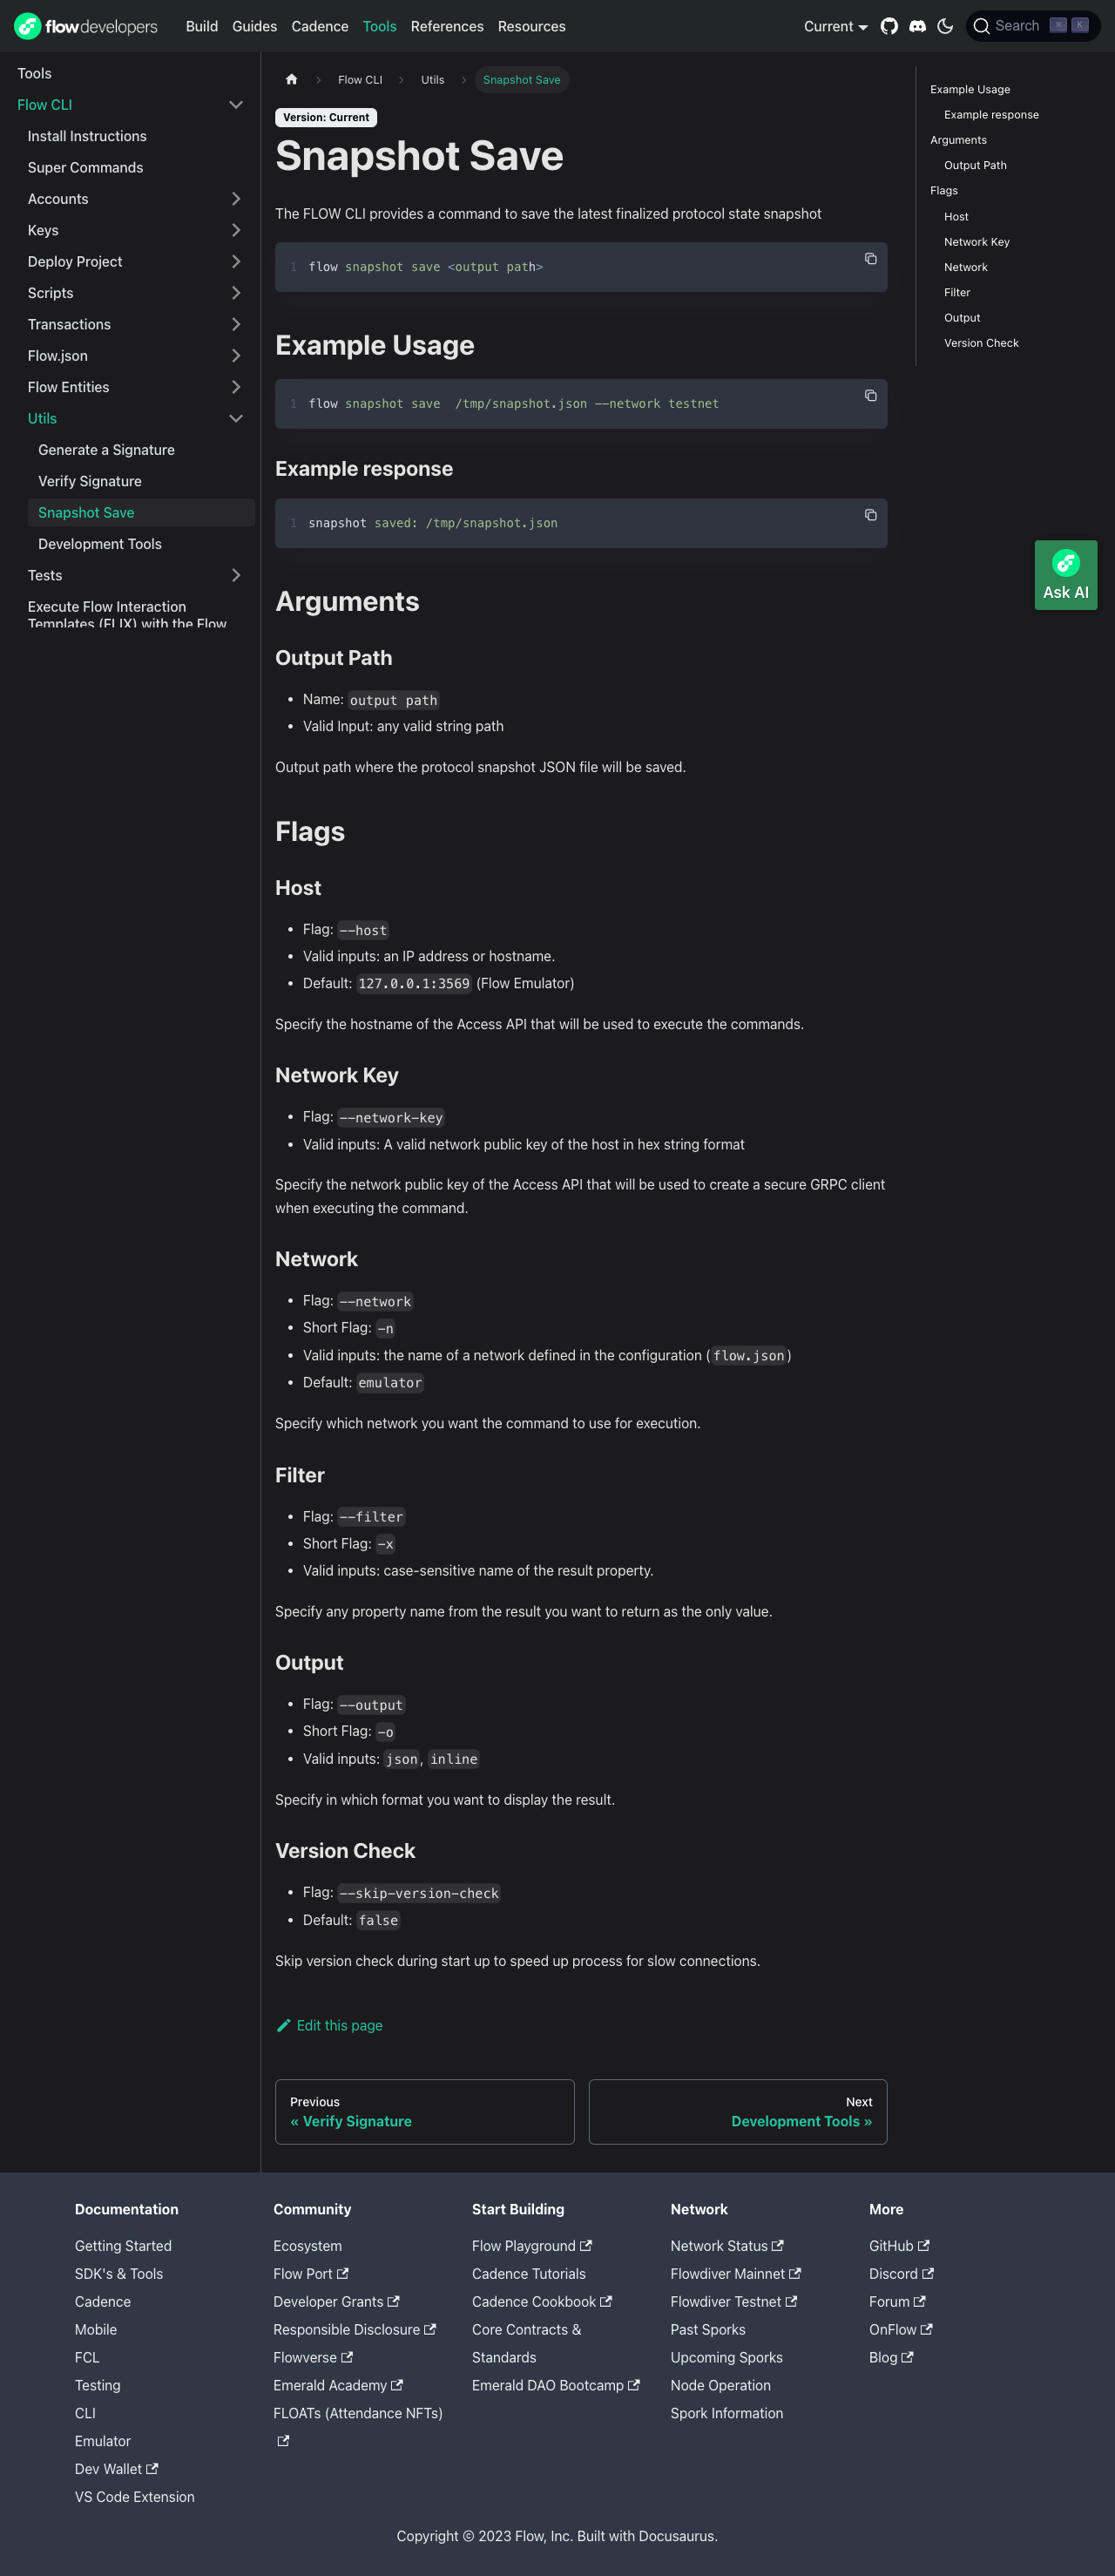 flow developers
Build Guides Cadence Tools References Resources
Current
Search ⌘ K
Tools
Flow CLI
Install Instructions
Super Commands
Accounts
Keys
Deploy Project
Scripts
Transactions
Flow.json
Flow Entities
Utils
Generate a Signature
Verify Signature
Snapshot Save
Development Tools
Tests
Execute Flow Interaction
Templates (FLIX) with the Flow
Flow CLI
Utils
Snapshot Save
Version: Current
Snapshot Save
The FLOW CLI provides a command to save the latest finalized protocol state snapshot
1 flow snapshot save <output path>
Example Usage
1 flow snapshot save  /tmp/snapshot.json --network testnet
Example response
1 snapshot saved: /tmp/snapshot.json
Arguments
Output Path
• Name: output path
• Valid Input: any valid string path
Output path where the protocol snapshot JSON file will be saved.
Flags
Host
• Flag: --host
• Valid inputs: an IP address or hostname.
• Default: 127.0.0.1:3569 (Flow Emulator)
Specify the hostname of the Access API that will be used to execute the commands.
Network Key
• Flag: --network-key
• Valid inputs: A valid network public key of the host in hex string format
Specify the network public key of the Access API that will be used to create a secure GRPC client
when executing the command.
Network
• Flag: --network
• Short Flag: -n
• Valid inputs: the name of a network defined in the configuration (flow.json)
• Default: emulator
Specify which network you want the command to use for execution.
Filter
• Flag: --filter
• Short Flag: -x
• Valid inputs: case-sensitive name of the result property.
Specify any property name from the result you want to return as the only value.
Output
• Flag: --output
• Short Flag: -o
• Valid inputs: json, inline
Specify in which format you want to display the result.
Version Check
• Flag: --skip-version-check
• Default: false
Skip version check during start up to speed up process for slow connections.
Edit this page
Previous
« Verify Signature
Next
Development Tools »
Example Usage
Example response
Arguments
Output Path
Flags
Host
Network Key
Network
Filter
Output
Version Check
Ask AI
Documentation
Getting Started
SDK's & Tools
Cadence
Mobile
FCL
Testing
CLI
Emulator
Dev Wallet
VS Code Extension
Community
Ecosystem
Flow Port
Developer Grants
Responsible Disclosure
Flowverse
Emerald Academy
FLOATs (Attendance NFTs)
Start Building
Flow Playground
Cadence Tutorials
Cadence Cookbook
Core Contracts &
Standards
Emerald DAO Bootcamp
Network
Network Status
Flowdiver Mainnet
Flowdiver Testnet
Past Sporks
Upcoming Sporks
Node Operation
Spork Information
More
GitHub
Discord
Forum
OnFlow
Blog
Copyright © 2023 Flow, Inc. Built with Docusaurus.